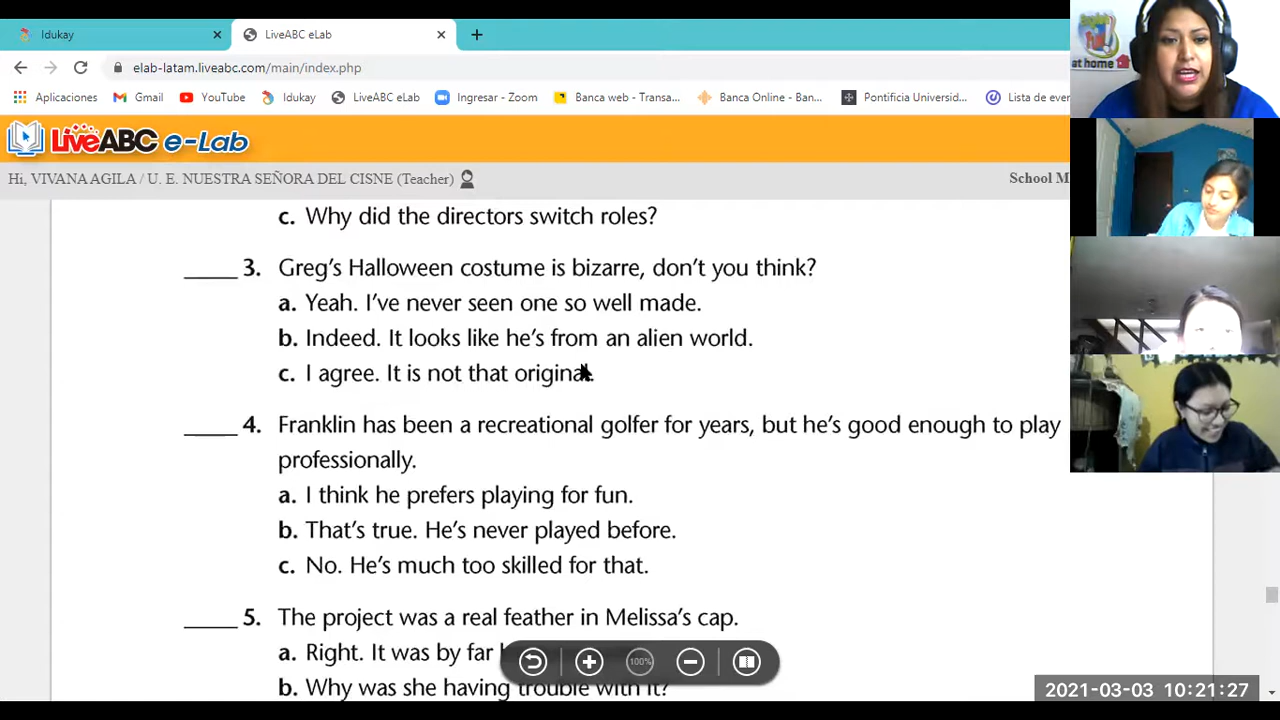 Idukay
LiveABC eLab
elab-latam.liveabc.com/main/index.php
Aplicaciones Gmail YouTube Idukay LiveABC eLab Ingresar - Zoom Banca web - Transa... Banca Online - Ban... Pontificia Universid... Lista de eve
LiveABC e-Lab
Hi, VIVANA AGILA / U. E. NUESTRA SEÑORA DEL CISNE (Teacher) School M
c. Why did the directors switch roles?
_____ 3. Greg's Halloween costume is bizarre, don't you think?
a. Yeah. I've never seen one so well made.
b. Indeed. It looks like he's from an alien world.
c. I agree. It is not that original.
_____ 4. Franklin has been a recreational golfer for years, but he's good enough to play
professionally.
a. I think he prefers playing for fun.
b. That's true. He's never played before.
c. No. He's much too skilled for that.
_____ 5. The project was a real feather in Melissa's cap.
a. Right. It was by far
b. Why was she having trouble with it?
100%
at home
2021-03-03 10:21:27